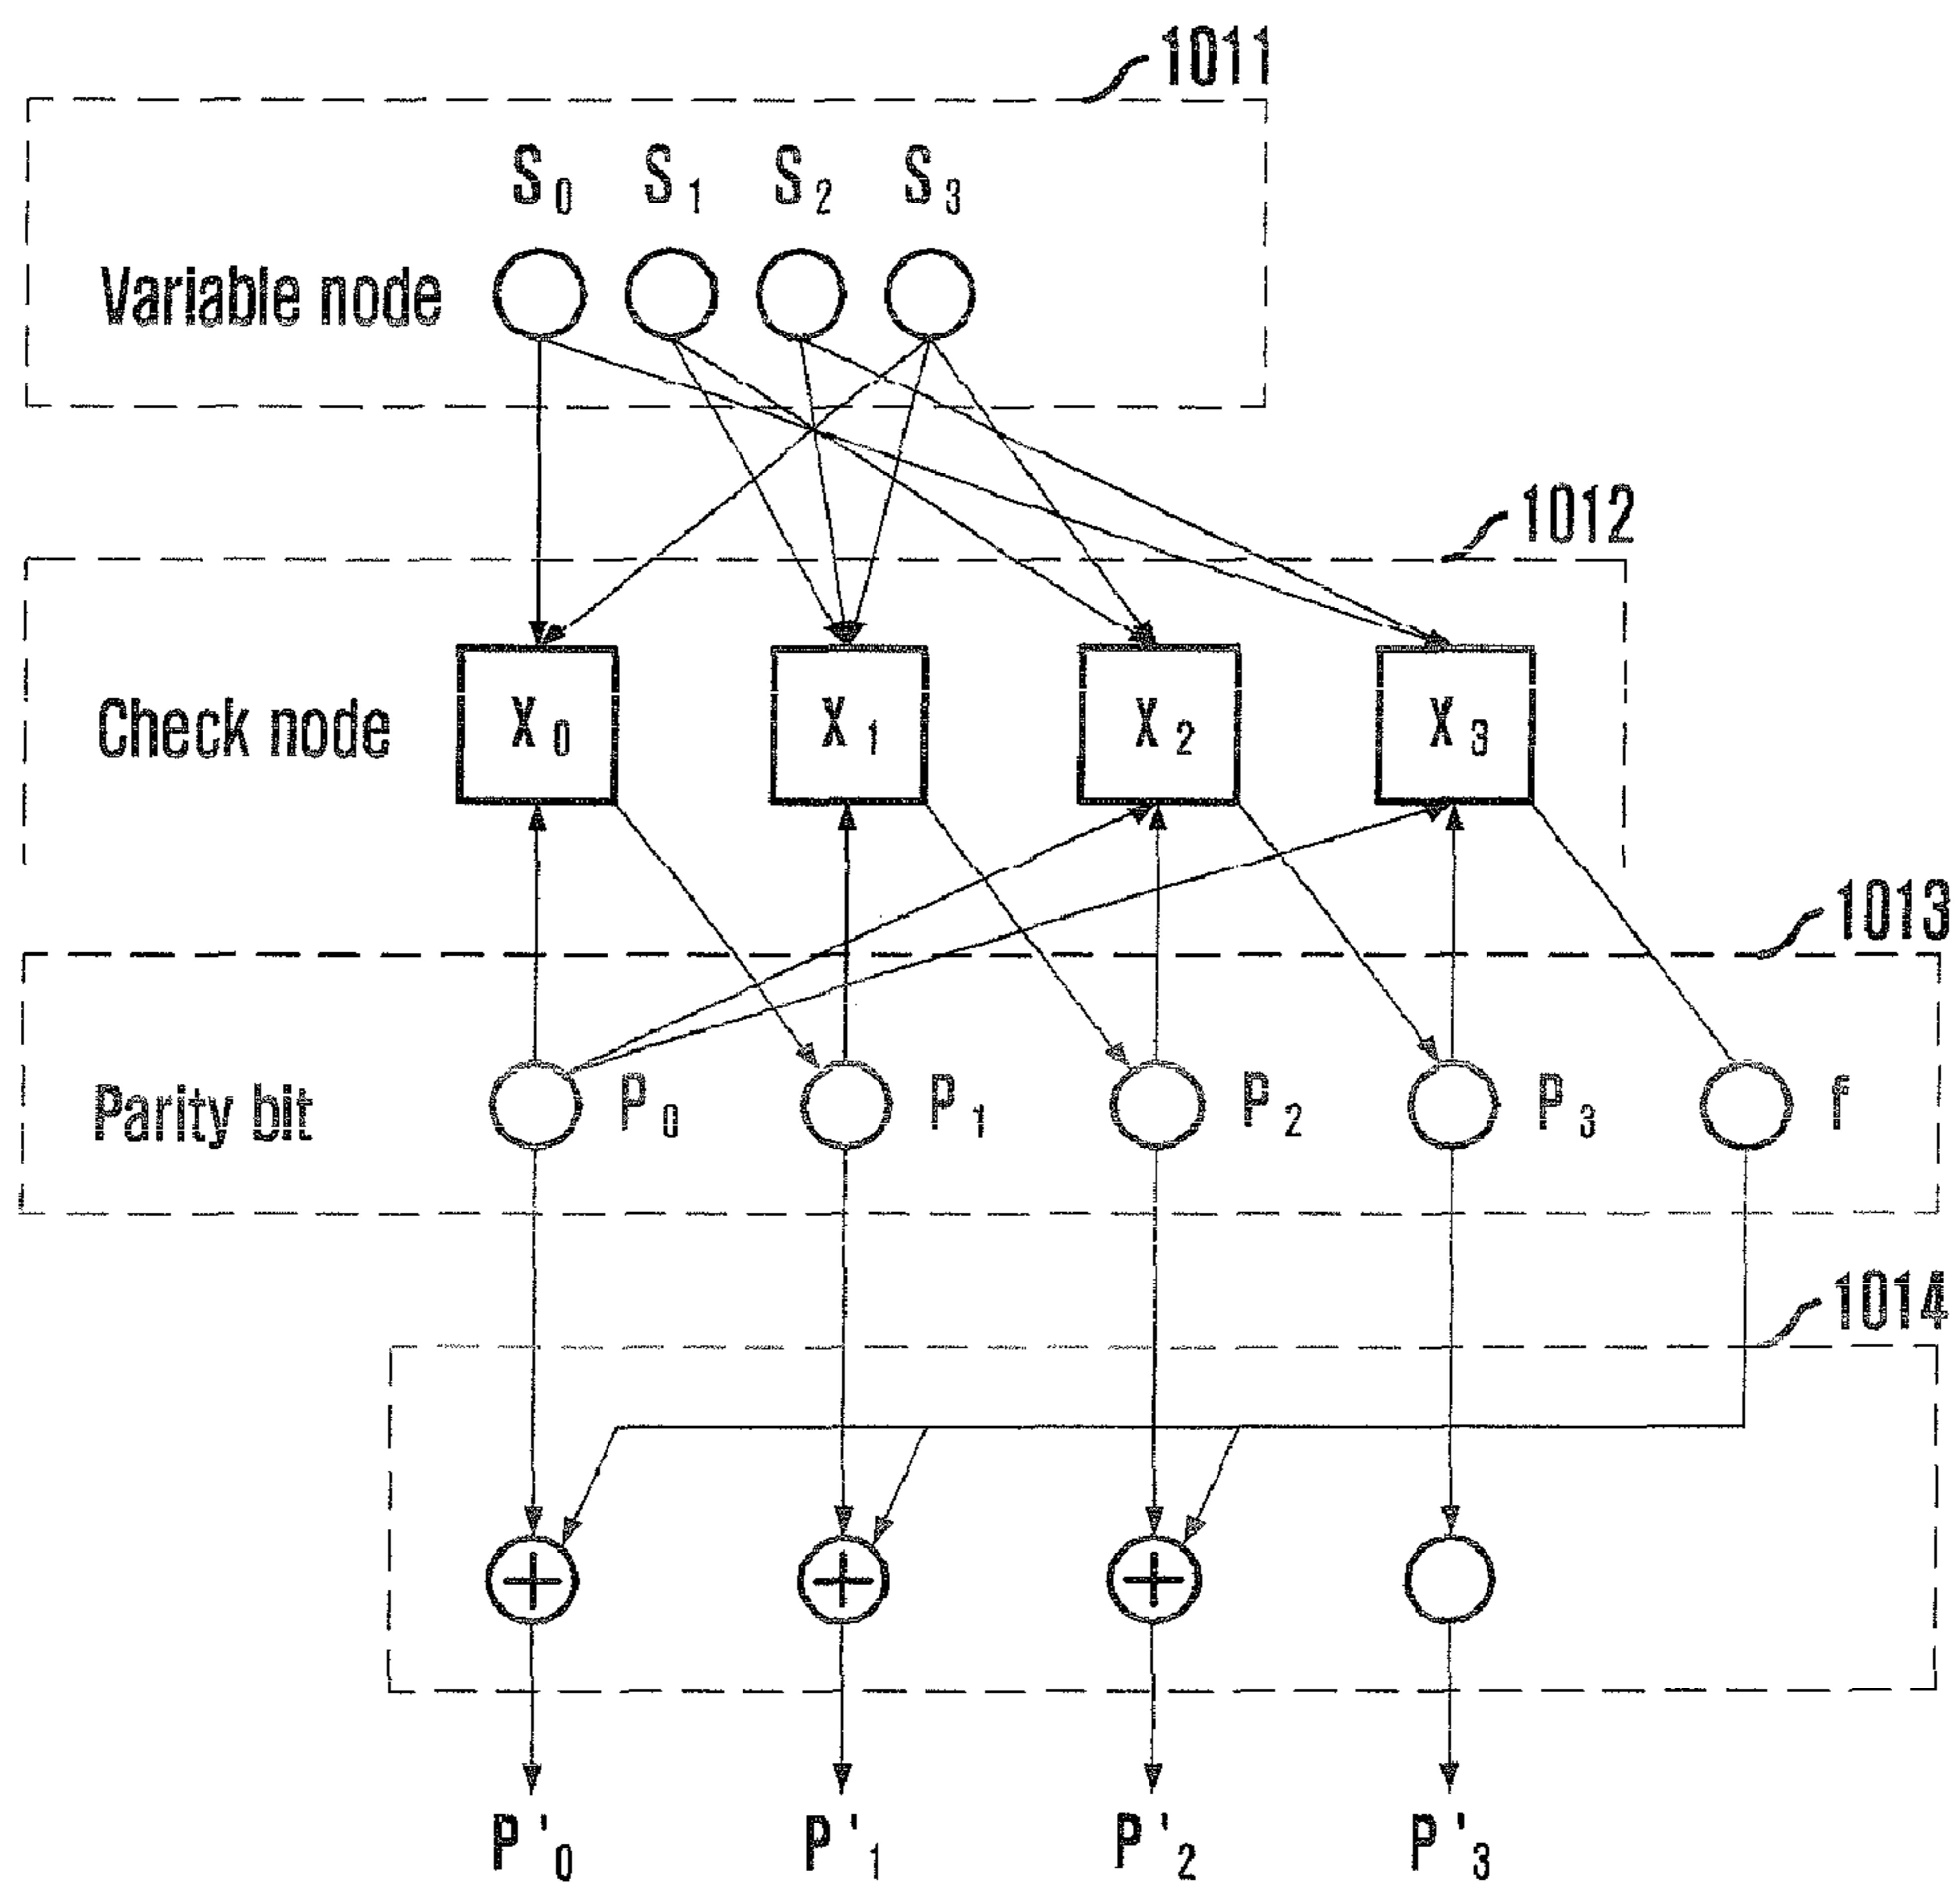 1011
S0 S1 S2 S3
Variable node
1012
Check node X0 X1 X2 X3
1013
Parity bit P0 P1 P2 P3 f
1014
P'0 P'1 P'2 P'3